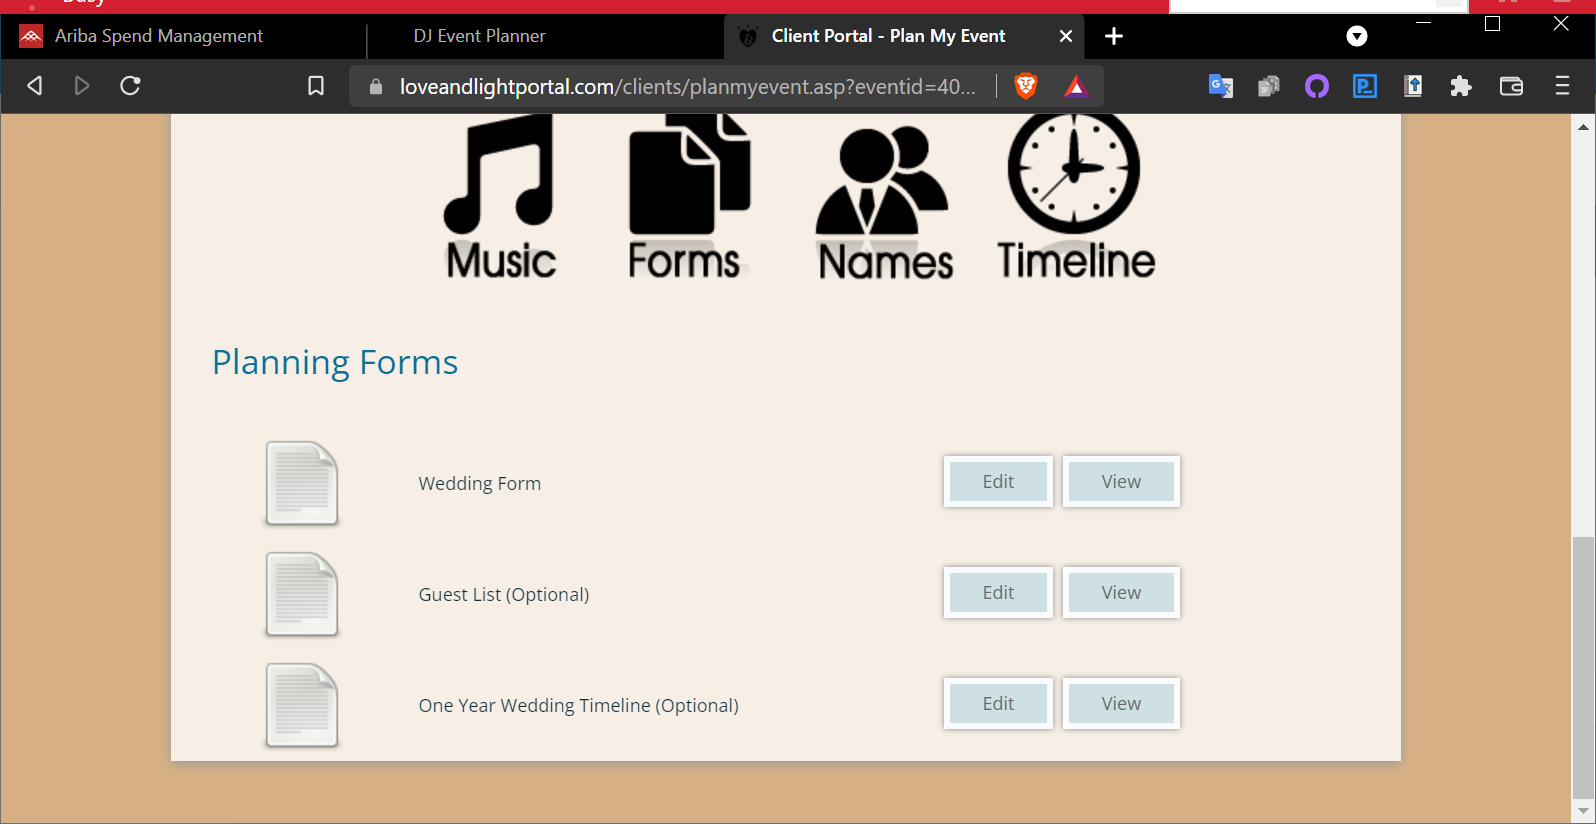 Busy
Ariba Spend Management
DJ Event Planner
Client Portal - Plan My Event
loveandlightportal.com/clients/planmyevent.asp?eventid=40...
Music
Forms
Names
Timeline
Planning Forms
Wedding Form
Edit
View
Guest List (Optional)
Edit
View
One Year Wedding Timeline (Optional)
Edit
View